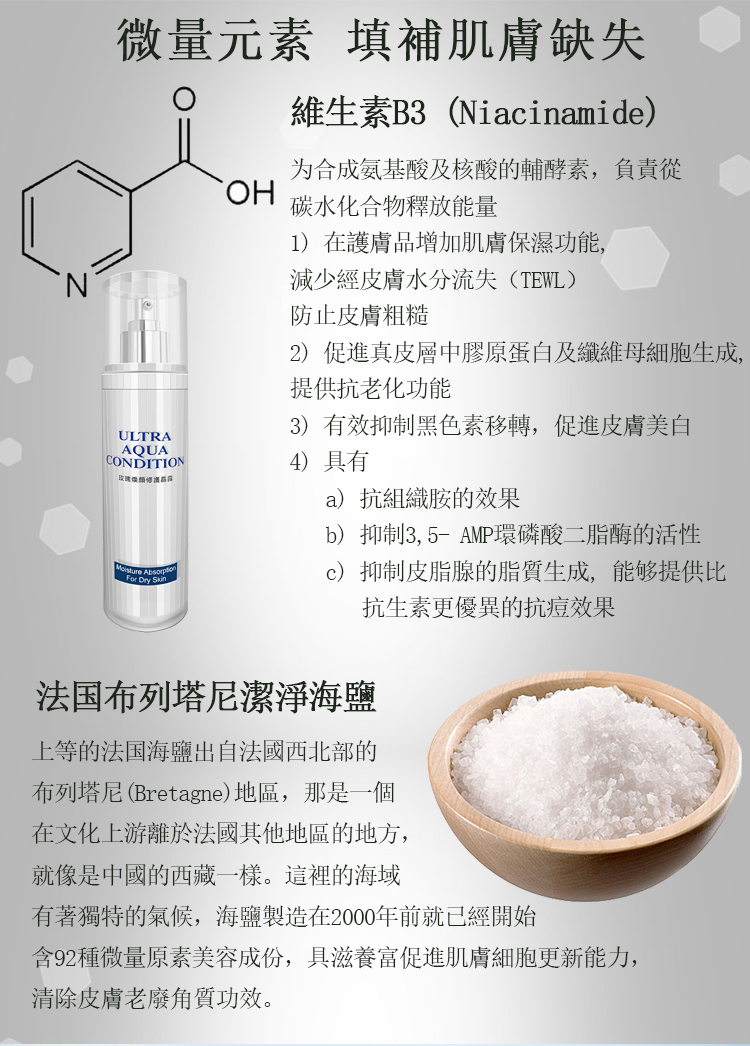 微量元素 填補肌膚缺失
O
OH
N
維生素B3 (Niacinamide)
为合成氨基酸及核酸的輔酵素，負責從
碳水化合物釋放能量
1) 在護膚品增加肌膚保濕功能,
減少經皮膚水分流失（TEWL）
防止皮膚粗糙
2) 促進真皮層中膠原蛋白及纖維母細胞生成,
提供抗老化功能
3) 有效抑制黑色素移轉，促進皮膚美白
4) 具有
a) 抗組織胺的效果
b) 抑制3,5- AMP環磷酸二脂酶的活性
c) 抑制皮脂腺的脂質生成, 能够提供比
抗生素更優異的抗痘效果
ULTRA
AQUA
CONDITION
玫瑰煥顏修護晶露
Moisture Absorption
For Dry Skin
法国布列塔尼潔淨海鹽
上等的法国海鹽出自法國西北部的
布列塔尼(Bretagne)地區，那是一個
在文化上游離於法國其他地區的地方，
就像是中國的西藏一樣。這裡的海域
有著獨特的氣候，海鹽製造在2000年前就已經開始
含92種微量原素美容成份，具滋養富促進肌膚細胞更新能力，
清除皮膚老廢角質功效。